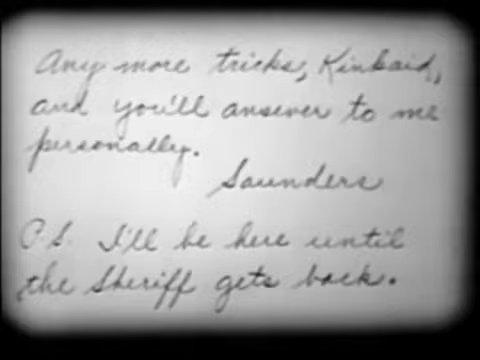 Any more tricks, Kinkaid,
and you'll answer to me
personally.
Saunders
P.S. I'll be here until
the Sheriff gets back.